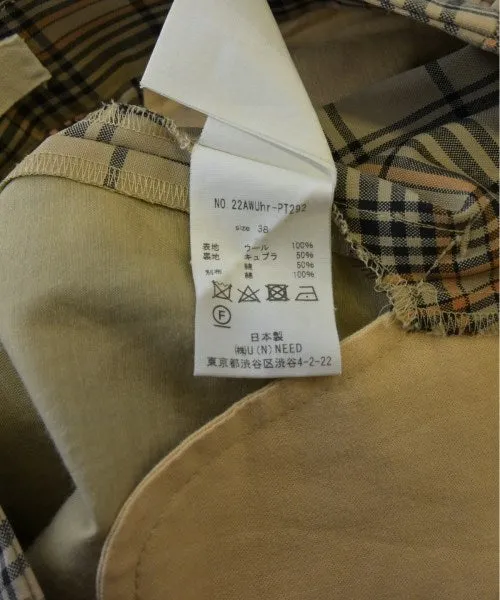 NO 22AWUhr-PT292
size 38
表地 ウール 100%
裏地 キュプラ 50%
綿 50%
別布 綿 100%
F
日本製
㈱U(N)NEED
東京都渋谷区渋谷4-2-22